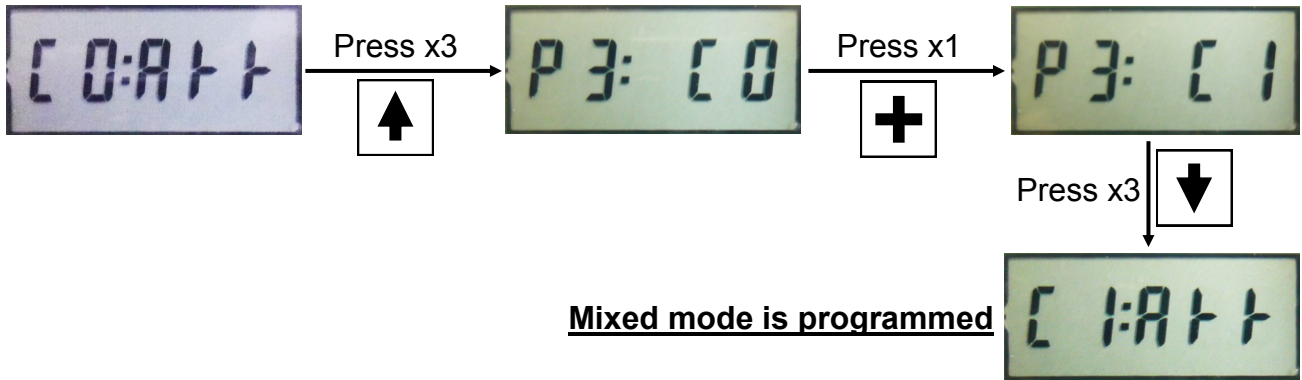 Press x3
C0:Att
P3: C0
Press x1
P3: C1
Press x3
Mixed mode is programmed
C1:Att